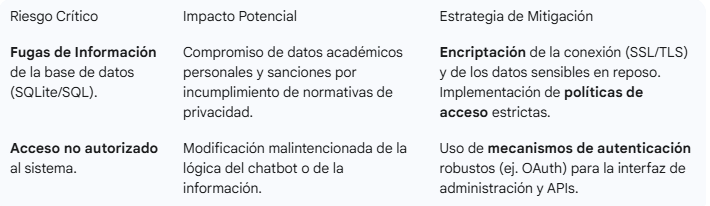 Riesgo Crítico
Impacto Potencial
Estrategia de Mitigación
Fugas de Información
de la base de datos
(SQLite/SQL).
Compromiso de datos académicos
personales y sanciones por
incumplimiento de normativas de
privacidad.
Encriptación de la conexión (SSL/TLS)
y de los datos sensibles en reposo.
Implementación de políticas de
acceso estrictas.
Acceso no autorizado
al sistema.
Modificación malintencionada de la
lógica del chatbot o de la
información.
Uso de mecanismos de autenticación
robustos (ej. OAuth) para la interfaz de
administración y APIs.